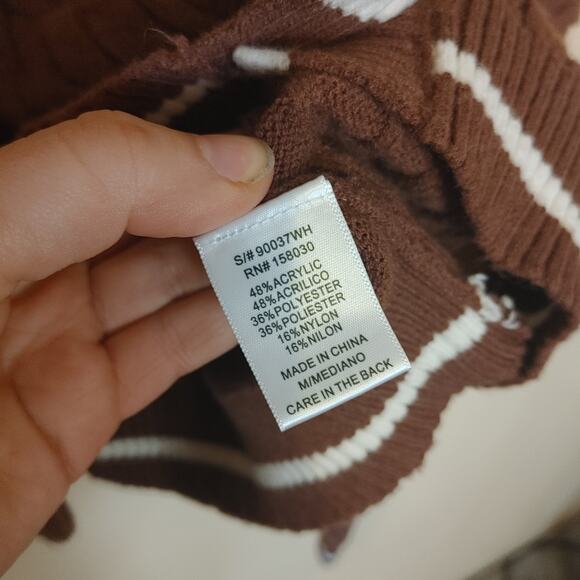 S/# 90037WH
RN# 158030
48%ACRYLIC
48%ACRILICO
36%POLYESTER
36%POLIESTER
16%NYLON
16%NILON
MADE IN CHINA
M/MEDIANO
CARE IN THE BACK